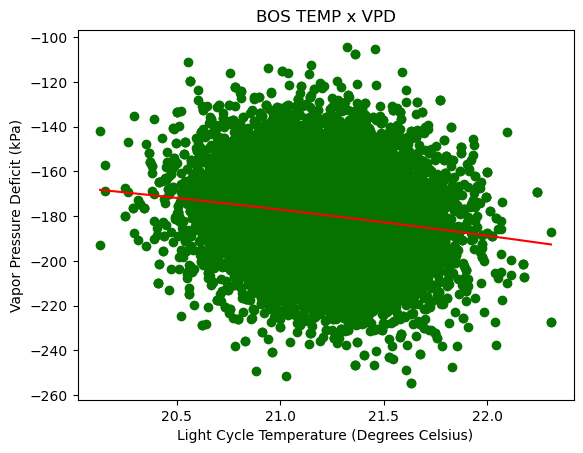 BOS TEMP x VPD
−100
−120
−140
−160
−180
−200
−220
−240
−260
Vapor Pressure Deficit (kPa)
20.5 21.0 21.5 22.0
Light Cycle Temperature (Degrees Celsius)